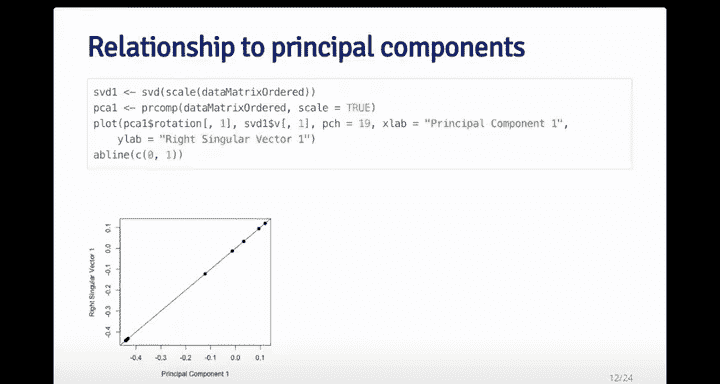 Relationship to principal components
svd1 <- svd(scale(dataMatrixOrdered))
pca1 <- prcomp(dataMatrixOrdered, scale = TRUE)
plot(pca1$rotation[, 1], svd1$v[, 1], pch = 19, xlab = "Principal Component 1",
ylab = "Right Singular Vector 1")
abline(c(0, 1))
Right Singular Vector 1
0.1
0.0
-0.1
-0.2
-0.3
-0.4
-0.4 -0.3 -0.2 -0.1 0.0 0.1
Principal Component 1
12/24